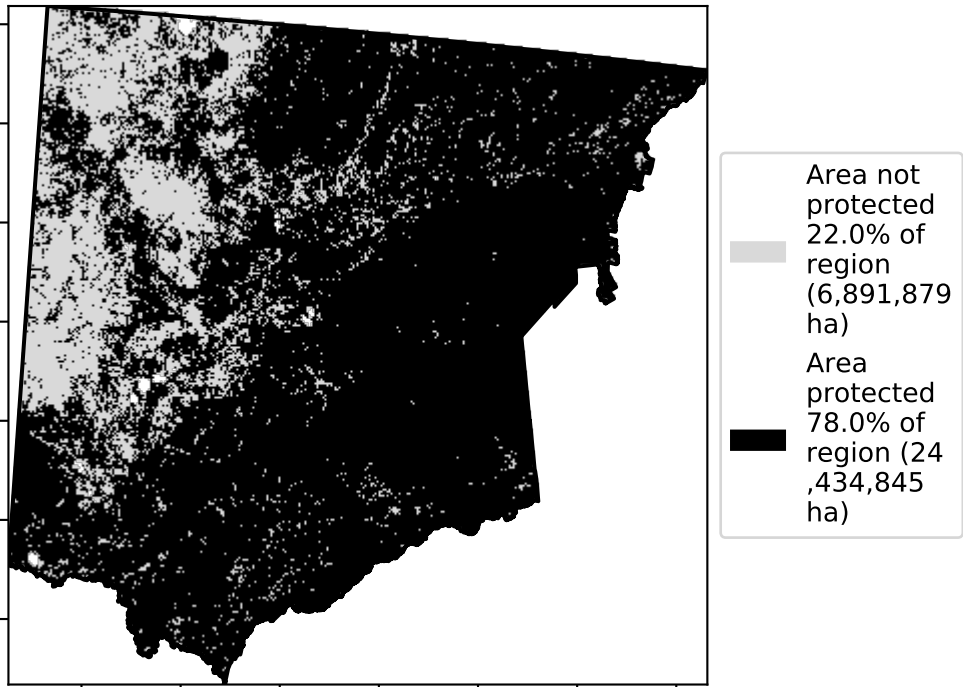 Area not
protected
22.0% of
region
(6,891,879
ha)
Area
protected
78.0% of
region (24
,434,845
ha)